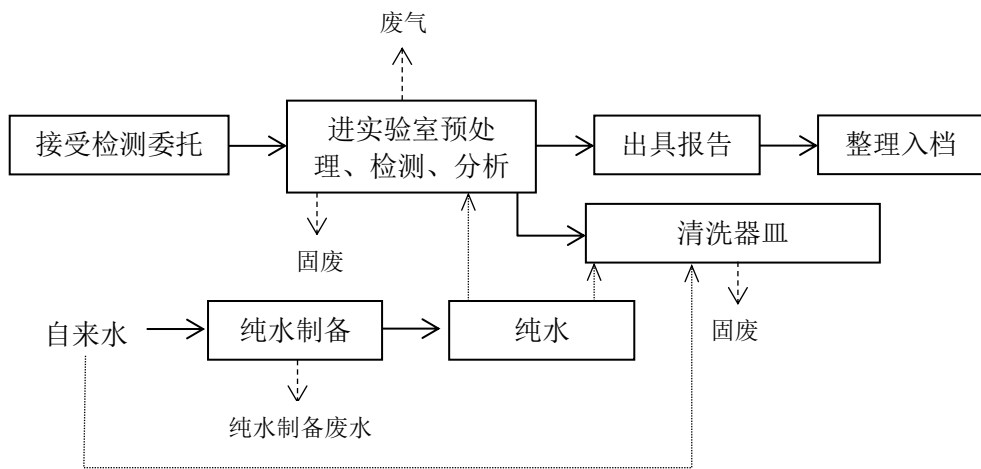 废气
接受检测委托
进实验室预处
理、检测、分析
出具报告
整理入档
清洗器皿
固废
固废
自来水
纯水制备
纯水
纯水制备废水